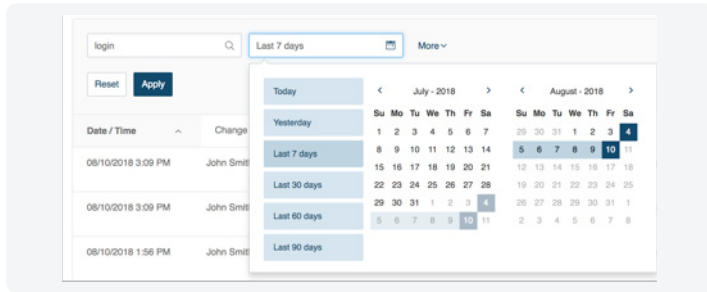 login
Last 7 days
More
Reset
Apply
Date / Time
Change
08/10/2018 3:09 PM
John Smit
08/10/2018 3:09 PM
John Smit
08/10/2018 1:56 PM
John Smit
Today
Yesterday
Last 7 days
Last 30 days
Last 60 days
Last 90 days
July - 2018
Su Mo Tu We Th Fr Sa
1 2 3 4 5 6 7
8 9 10 11 12 13 14
15 16 17 18 19 20 21
22 23 24 25 26 27 28
29 30 31 1 2 3 4
5 6 7 8 9 10 11
August - 2018
Su Mo Tu We Th Fr Sa
29 30 31 1 2 3 4
5 6 7 8 9 10 11
12 13 14 15 16 17 18
19 20 21 22 23 24 25
26 27 28 29 30 31 1
2 3 4 5 6 7 8